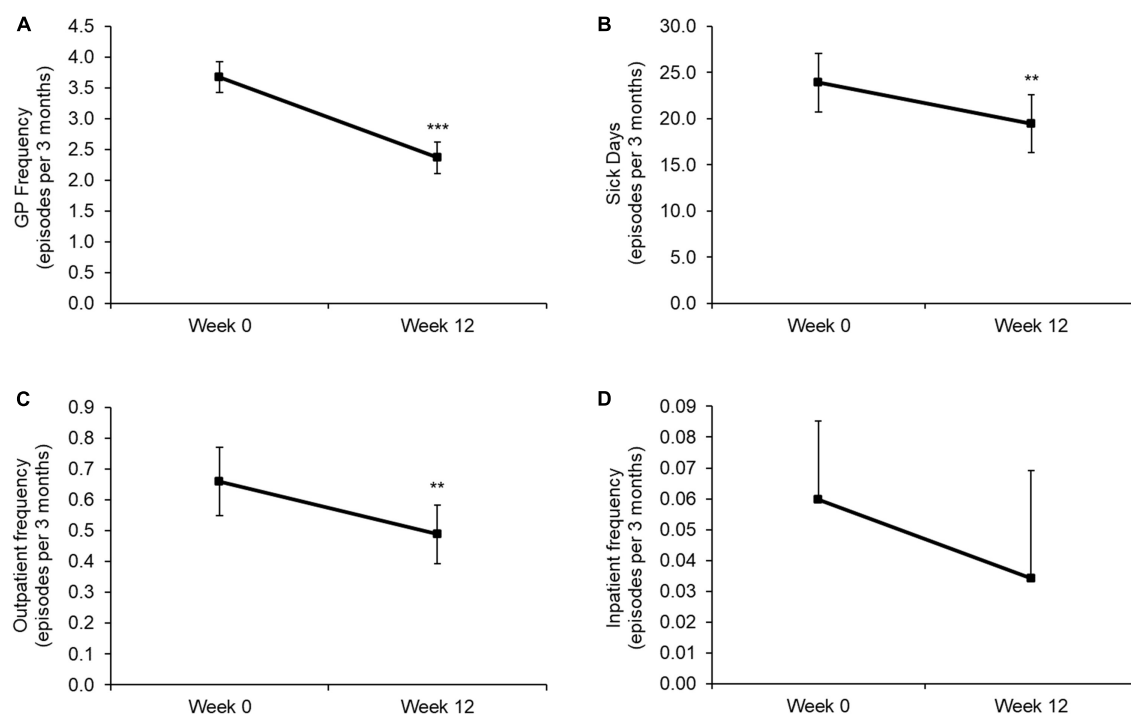 A
GP Frequency
(episodes per 3 months)
4.5
4.0
3.5
3.0
2.5
2.0
1.5
1.0
0.5
0.0
***
Week 0 Week 12
B
Sick Days
(episodes per 3 months)
30.0
25.0
20.0
15.0
10.0
5.0
0.0
**
Week 0 Week 12
C
Outpatient frequency
(episodes per 3 months)
0.9
0.8
0.7
0.6
0.5
0.4
0.3
0.2
0.1
0.0
**
Week 0 Week 12
D
Inpatient frequency
(episodes per 3 months)
0.09
0.08
0.07
0.06
0.05
0.04
0.03
0.02
0.01
0.00
Week 0 Week 12